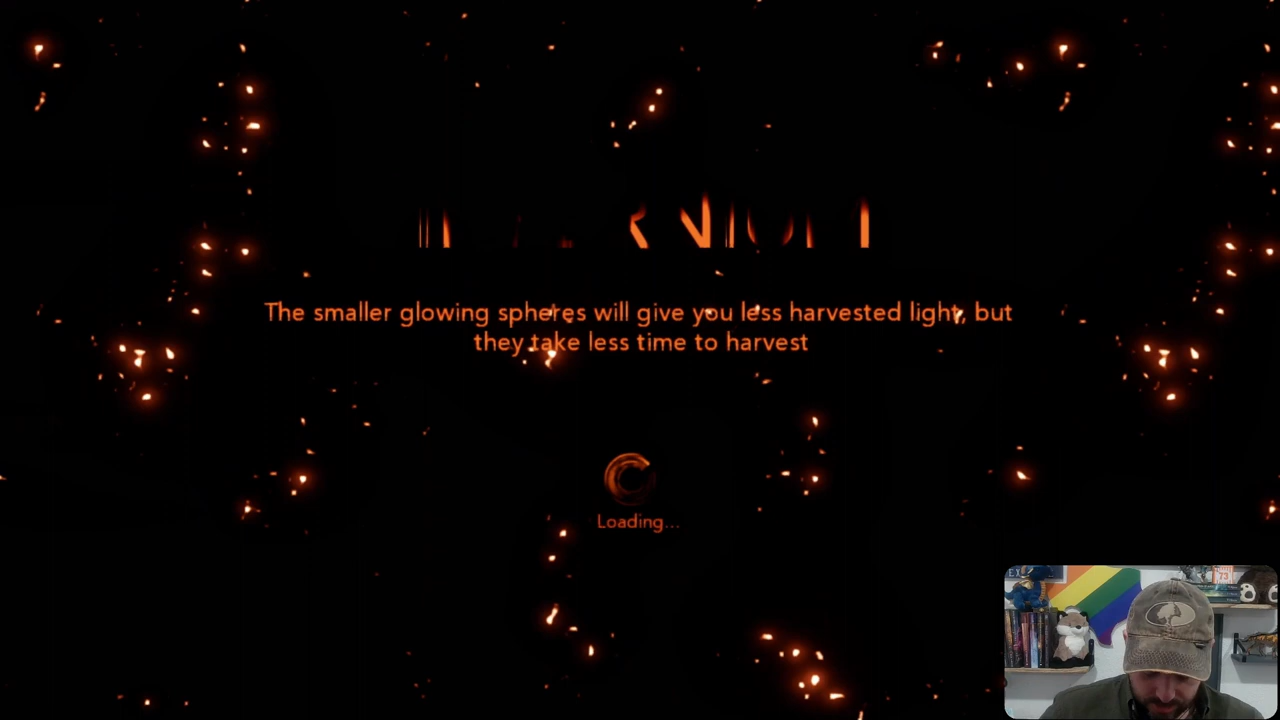 The smaller glowing spheres will give you less harvested light, but
they take less time to harvest
Loading...